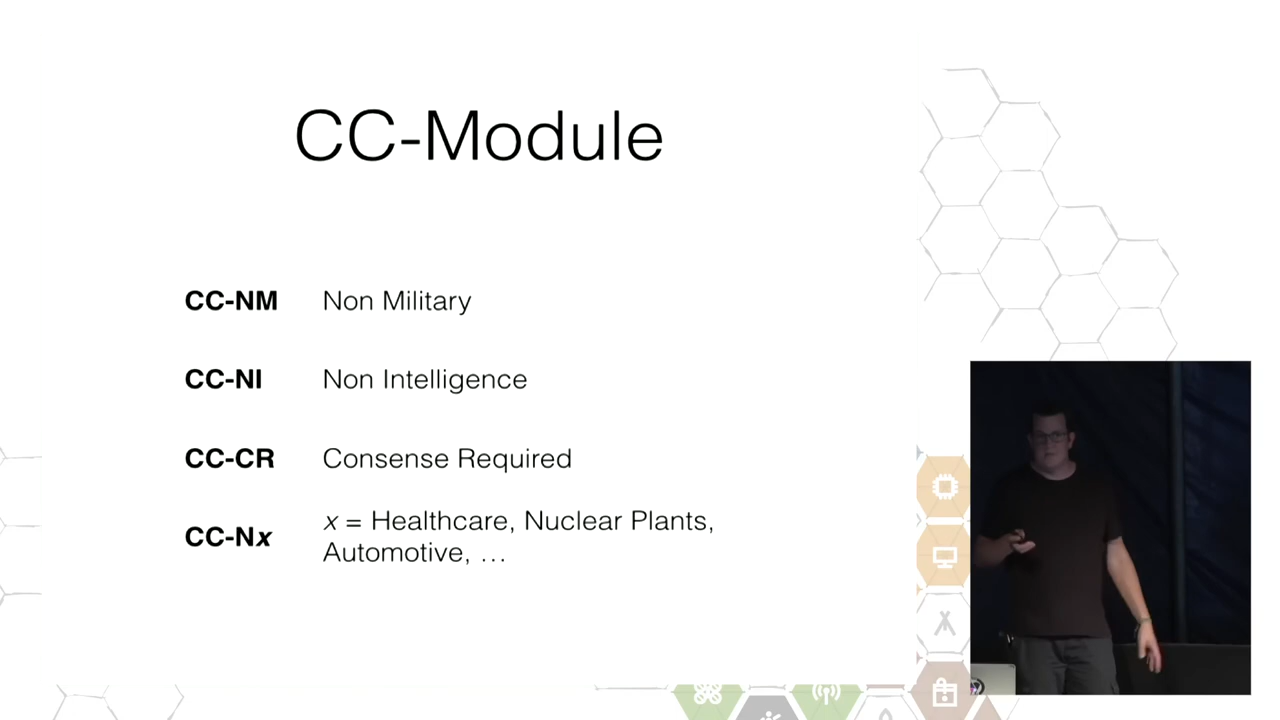 CC-Module
CC-NM Non Military
CC-NI Non Intelligence
CC-CR Consense Required
CC-Nx x = Healthcare, Nuclear Plants,
Automotive, …